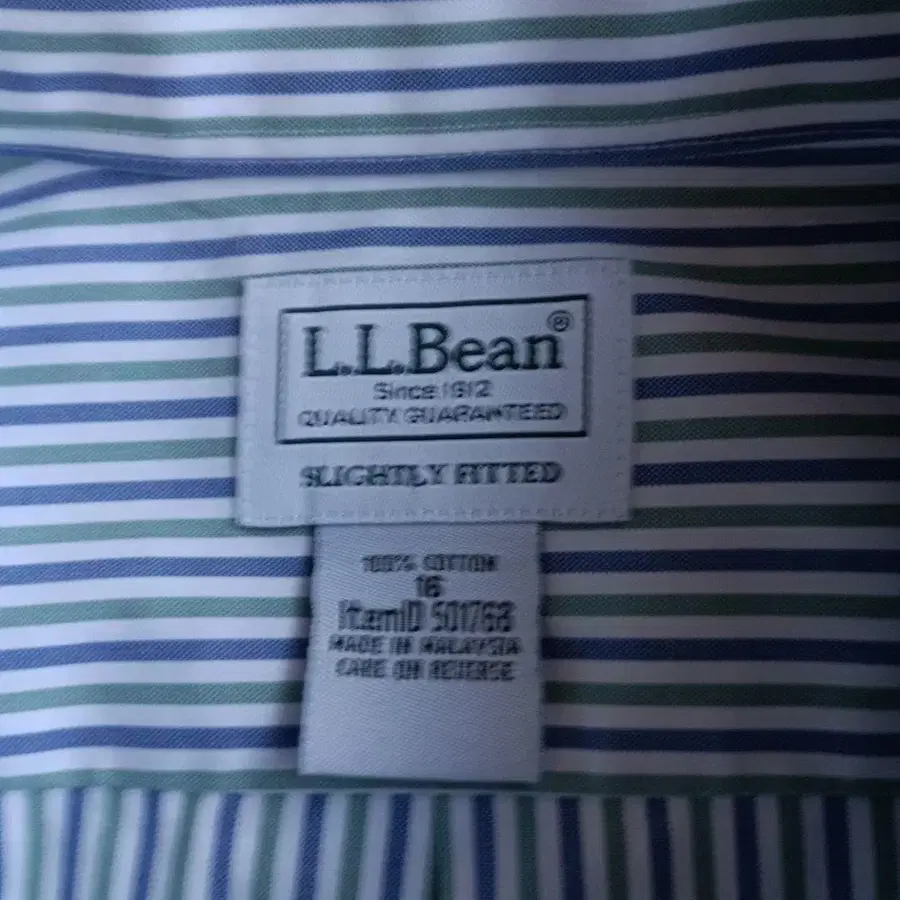 L.L.Bean®
Since 1912
QUALITY GUARANTEED
SLIGHTLY FITTED
100% COTTON
16
ItemID 501768
MADE IN MALAYSIA
CARE ON REVERSE